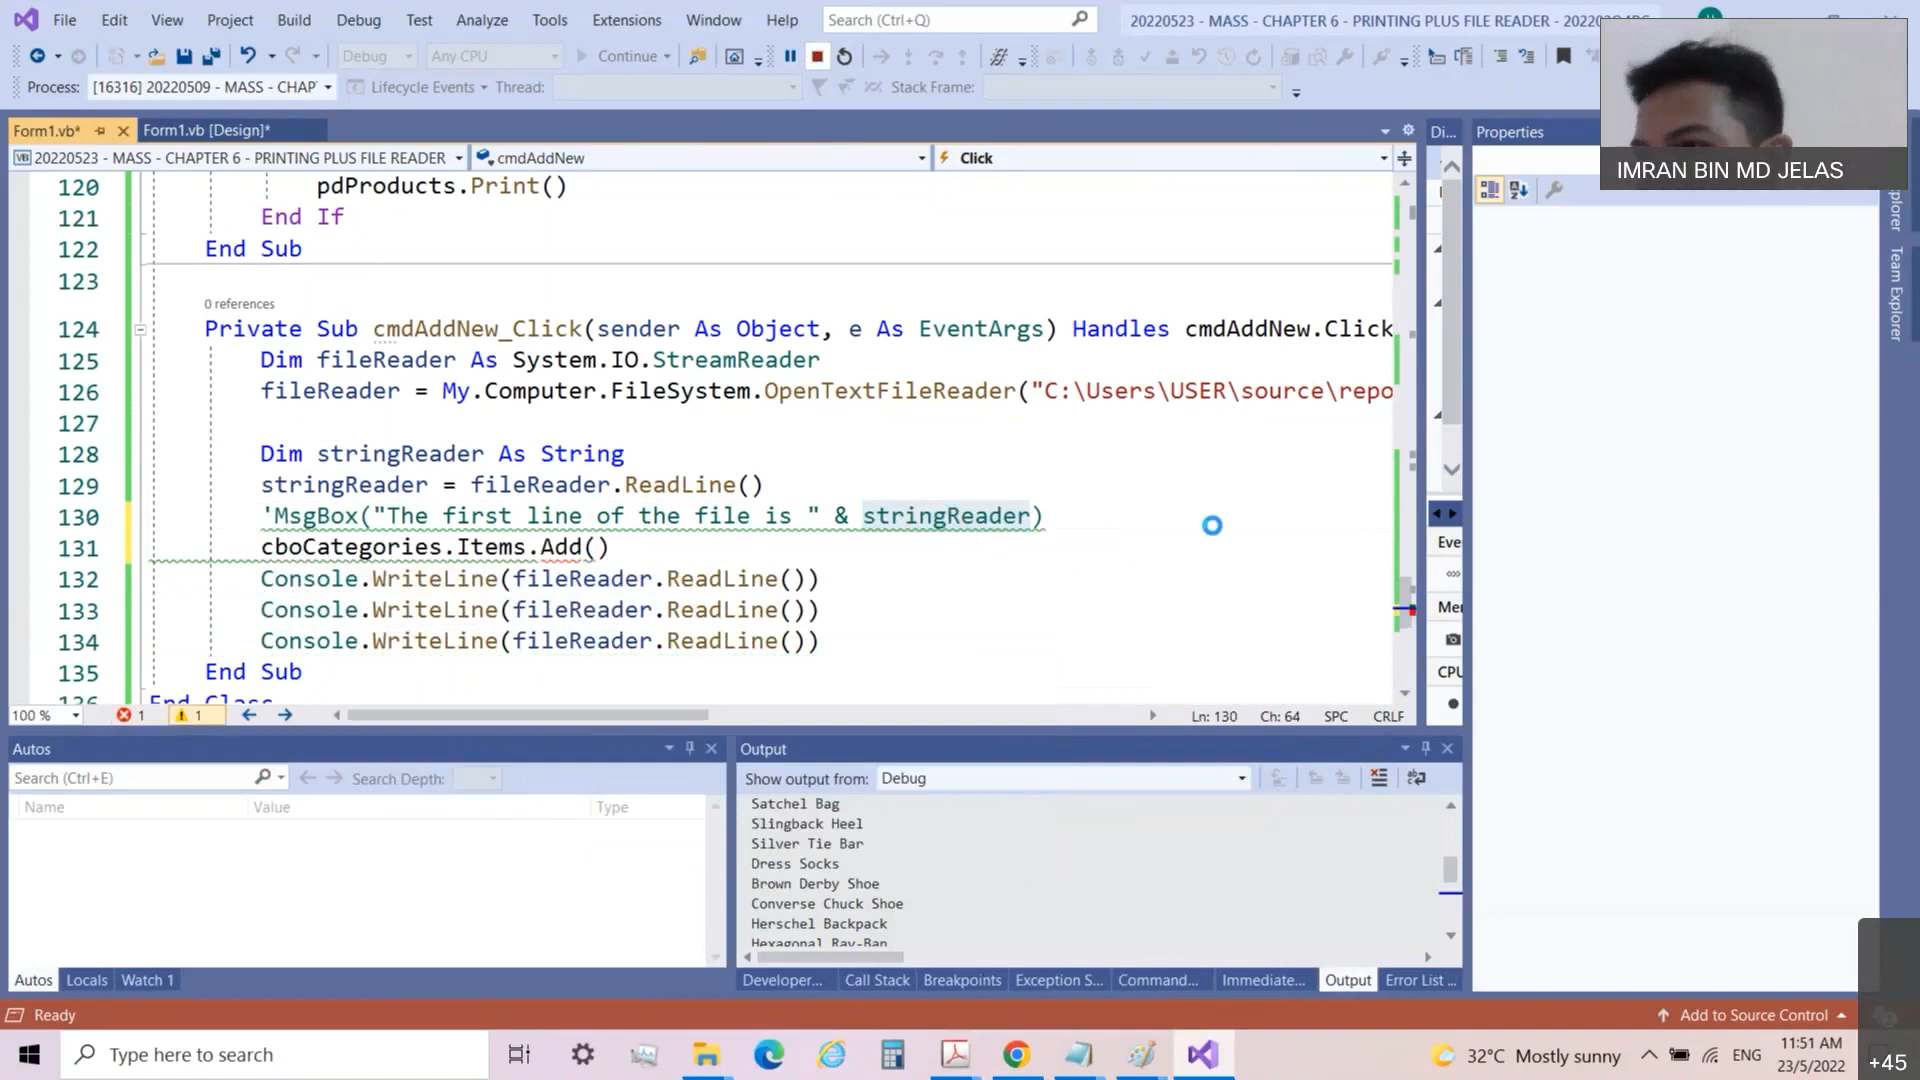 File Edit View Project Build Debug Test Analyze Tools Extensions Window Help Search (Ctrl+Q) 20220523 - MASS - CHAPTER 6 - PRINTING PLUS FILE READER -
Debug Any CPU Continue
Process: [16316] 20220509 - MASS - CHAP Lifecycle Events Thread: Stack Frame:
IMRAN BIN MD JELAS
Form1.vb* Form1.vb [Design]* Di... Properties
20220523 - MASS - CHAPTER 6 - PRINTING PLUS FILE READER cmdAddNew Click
120 pdProducts.Print()
121 End If
122 End Sub
123
0 references
124 Private Sub cmdAddNew_Click(sender As Object, e As EventArgs) Handles cmdAddNew.Click
125 Dim fileReader As System.IO.StreamReader
126 fileReader = My.Computer.FileSystem.OpenTextFileReader("C:\Users\USER\source\repo
127
128 Dim stringReader As String
129 stringReader = fileReader.ReadLine()
130 'MsgBox("The first line of the file is " & stringReader)
131 cboCategories.Items.Add()
132 Console.WriteLine(fileReader.ReadLine())
133 Console.WriteLine(fileReader.ReadLine())
134 Console.WriteLine(fileReader.ReadLine())
135 End Sub
136 End Class
Team Explorer
Eve
Mer
CPU
100 % 1 1 Ln: 130 Ch: 64 SPC CRLF
Autos
Search (Ctrl+E) Search Depth:
Name Value Type
Output
Show output from: Debug
Satchel Bag
Slingback Heel
Silver Tie Bar
Dress Socks
Brown Derby Shoe
Converse Chuck Shoe
Herschel Backpack
Hexagonal Ray-Ban
Autos Locals Watch 1
Developer... Call Stack Breakpoints Exception S... Command... Immediate... Output Error List ...
Ready Add to Source Control
Type here to search
32°C Mostly sunny ENG 11:51 AM
23/5/2022
+45